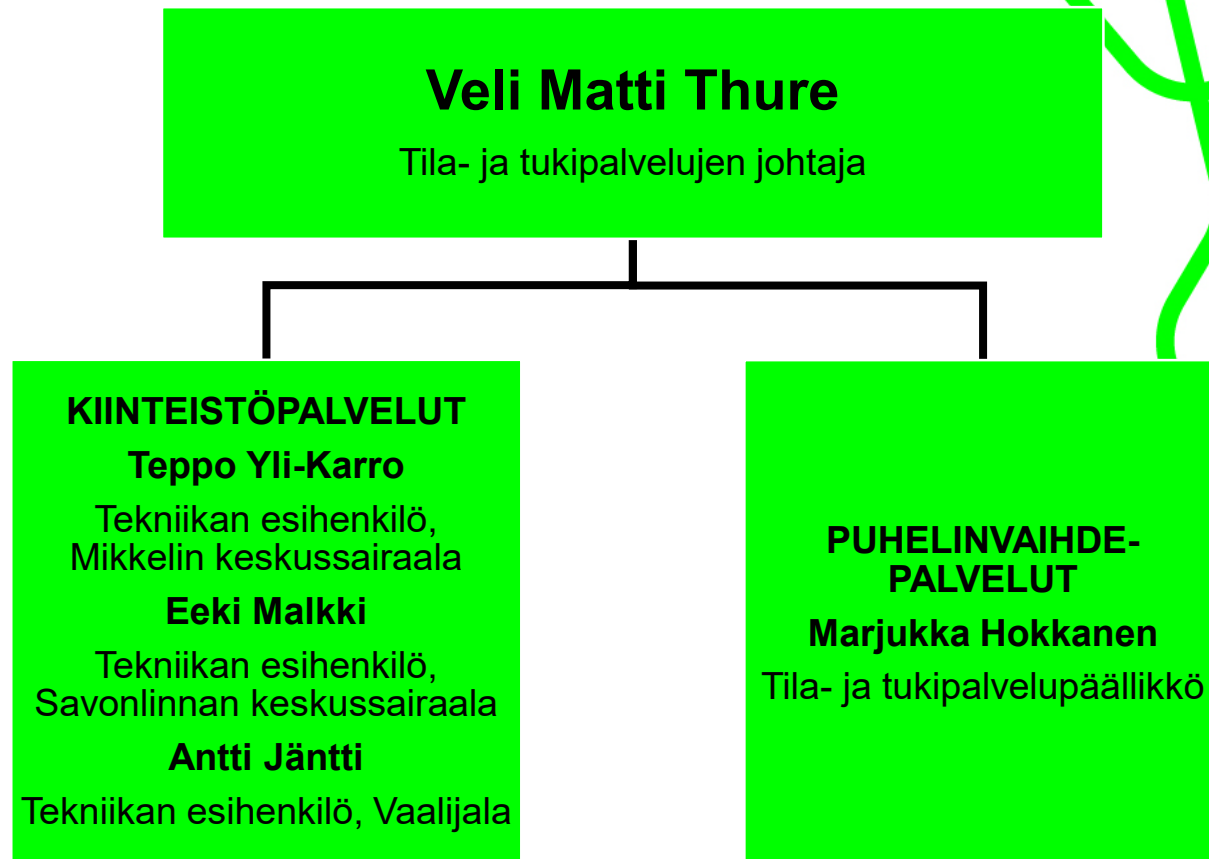 Veli Matti Thure
Tila- ja tukipalvelujen johtaja
KIINTEISTÖPALVELUT
Teppo Yli-Karro
Tekniikan esihenkilö,
Mikkelin keskussairaala
Eeki Malkki
Tekniikan esihenkilö,
Savonlinnan keskussairaala
Antti Jäntti
Tekniikan esihenkilö, Vaalijala
PUHELINVAIHDE-
PALVELUT
Marjukka Hokkanen
Tila- ja tukipalvelupäällikkö